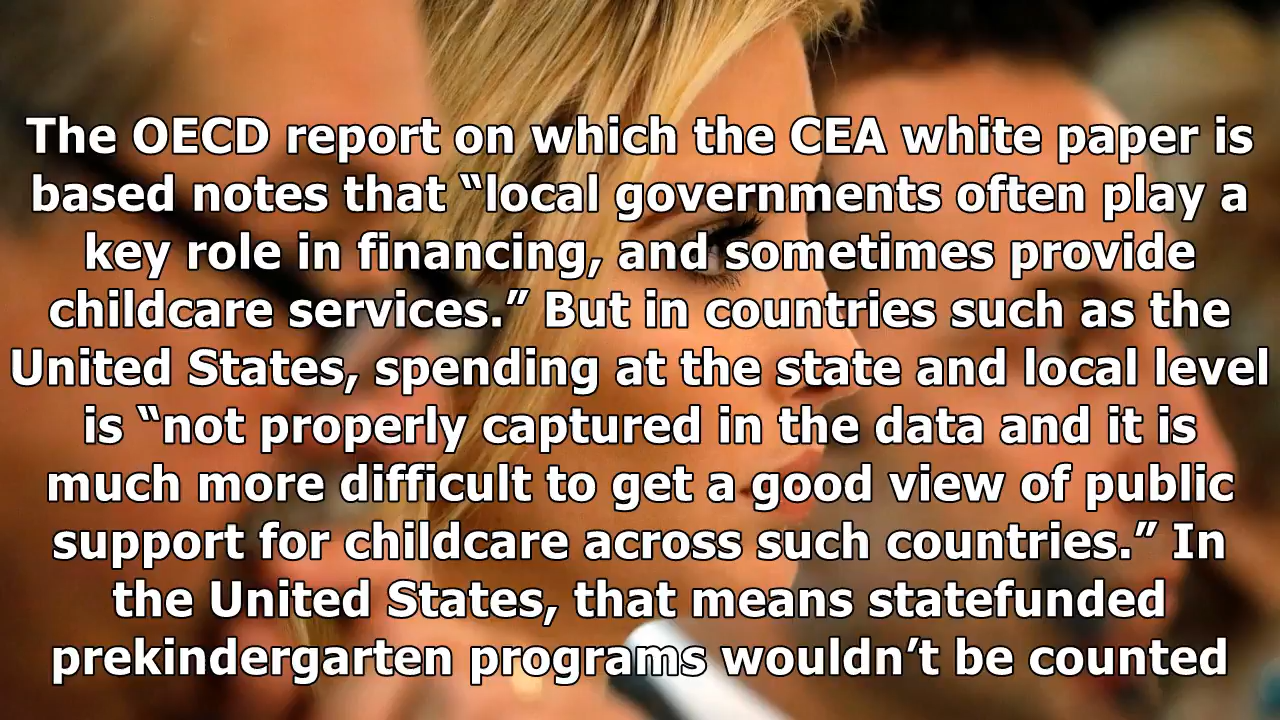 The OECD report on which the CEA white paper is
based notes that “local governments often play a
key role in financing, and sometimes provide
childcare services.” But in countries such as the
United States, spending at the state and local level
is “not properly captured in the data and it is
much more difficult to get a good view of public
support for childcare across such countries.” In
the United States, that means statefunded
prekindergarten programs wouldn’t be counted